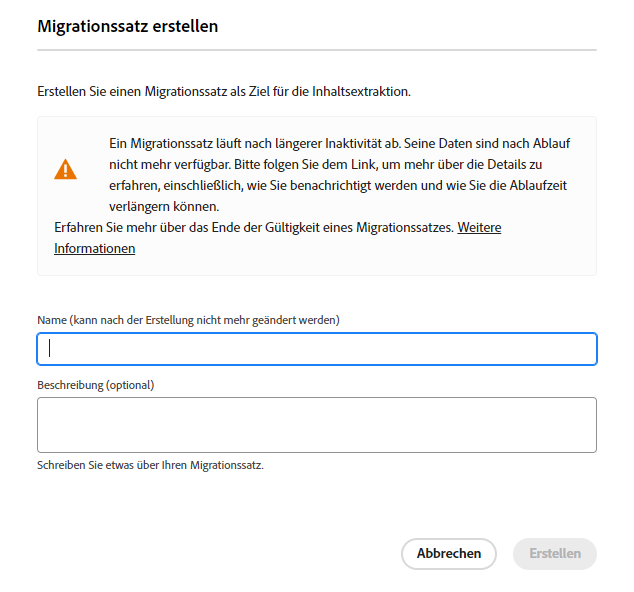 Migrationssatz erstellen
Erstellen Sie einen Migrationssatz als Ziel für die Inhaltsextraktion.
Ein Migrationssatz läuft nach längerer Inaktivität ab. Seine Daten sind nach Ablauf
nicht mehr verfügbar. Bitte folgen Sie dem Link, um mehr über die Details zu
erfahren, einschließlich, wie Sie benachrichtigt werden und wie Sie die Ablaufzeit
verlängern können.
Erfahren Sie mehr über das Ende der Gültigkeit eines Migrationssatzes. Weitere
Informationen
Name (kann nach der Erstellung nicht mehr geändert werden)
Beschreibung (optional)
Schreiben Sie etwas über Ihren Migrationssatz.
Abbrechen Erstellen